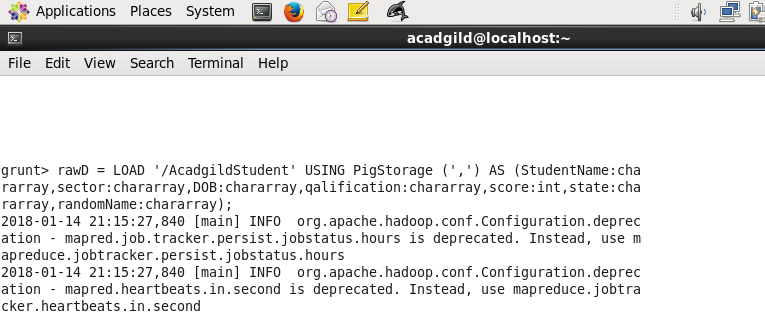 Applications Places System
acadgild@localhost:~
File Edit View Search Terminal Help
grunt> rawD = LOAD '/AcadgildStudent' USING PigStorage (',') AS (StudentName:cha
rarray,sector:chararray,DOB:chararray,qalification:chararray,score:int,state:cha
rarray,randomName:chararray);
2018-01-14 21:15:27,840 [main] INFO  org.apache.hadoop.conf.Configuration.deprec
ation - mapred.job.tracker.persist.jobstatus.hours is deprecated. Instead, use m
apreduce.jobtracker.persist.jobstatus.hours
2018-01-14 21:15:27,840 [main] INFO  org.apache.hadoop.conf.Configuration.deprec
ation - mapred.heartbeats.in.second is deprecated. Instead, use mapreduce.jobtra
cker.heartbeats.in.second